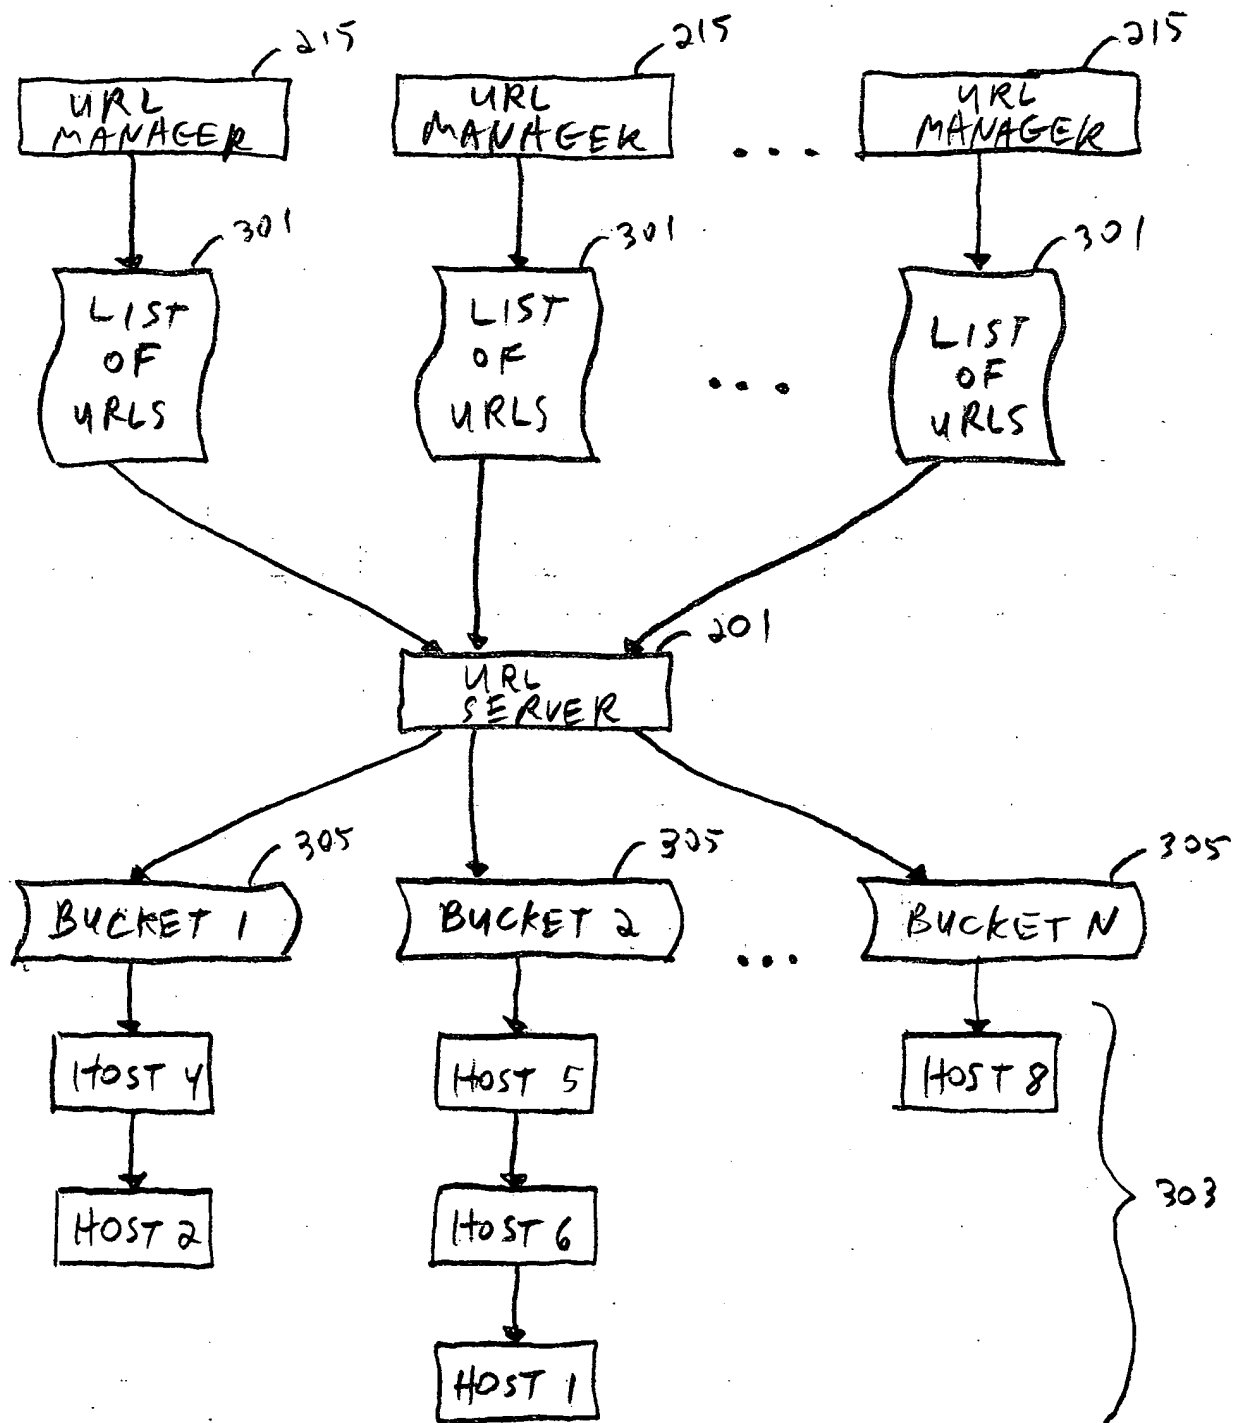 215
215
215
URL
MANAGER
URL
MANAGER
URL
MANAGER
301
301
301
LIST
OF
URLS
LIST
OF
URLS
LIST
OF
URLS
201
URL
SERVER
305
305
305
BUCKET 1
BUCKET 2
BUCKET N
HOST 4
HOST 5
HOST 8
303
HOST 2
HOST 6
HOST 1